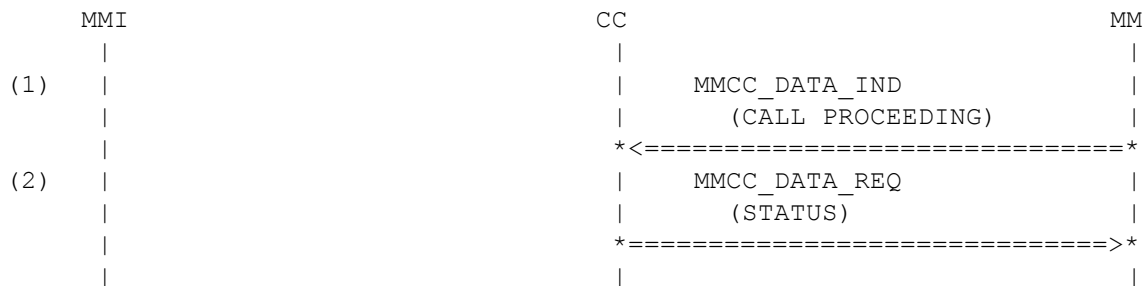 MMI CC MM
| | |
(1) | | MMCC_DATA_IND |
| | (CALL PROCEEDING) |
| *<==============================*
(2) | | MMCC_DATA_REQ |
| | (STATUS) |
| *==============================>*
| | |